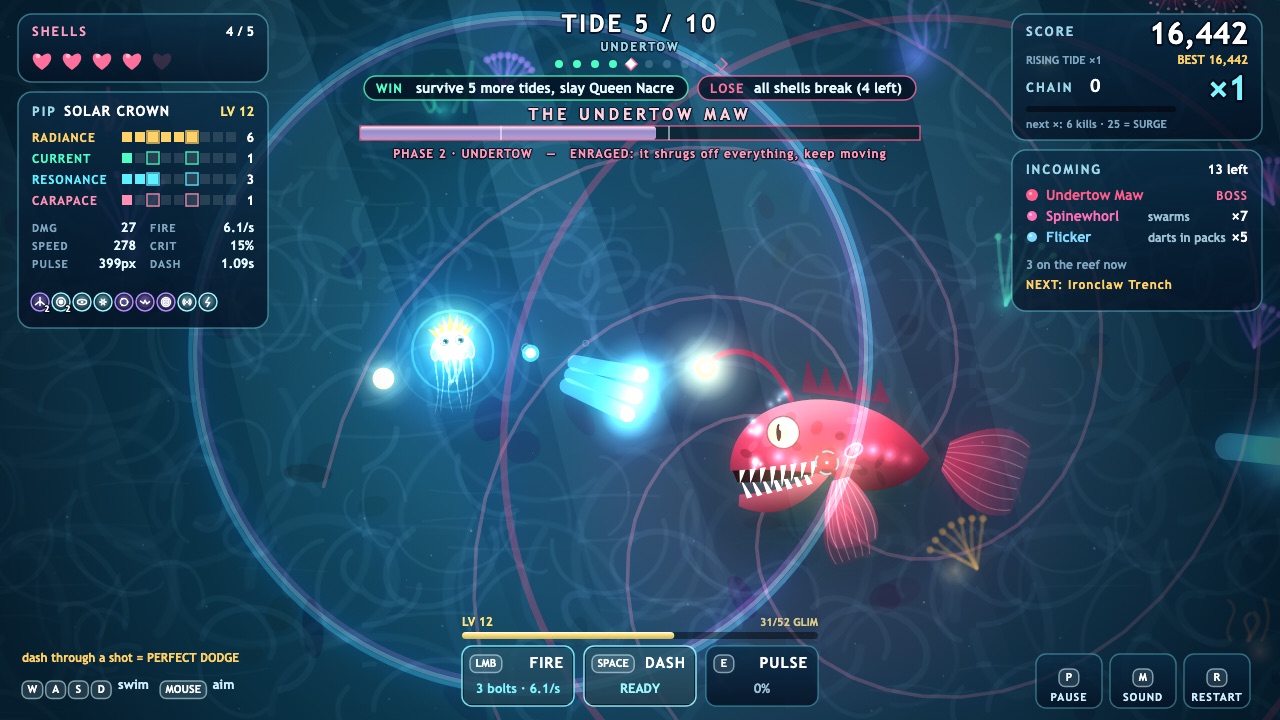 SHELLS 4 / 5
PIP SOLAR CROWN LV 12
RADIANCE 6
CURRENT 1
RESONANCE 3
CARAPACE 1
DMG 27 FIRE 6.1/s
SPEED 278 CRIT 15%
PULSE 399px DASH 1.09s
2 2
TIDE 5 / 10
UNDERTOW
WIN survive 5 more tides, slay Queen Nacre LOSE all shells break (4 left)
THE UNDERTOW MAW
PHASE 2 · UNDERTOW — ENRAGED: it shrugs off everything, keep moving
SCORE 16,442
RISING TIDE ×1 BEST 16,442
CHAIN 0 ×1
next ×: 6 kills · 25 = SURGE
INCOMING 13 left
Undertow Maw BOSS
Spinewhorl swarms ×7
Flicker darts in packs ×5
3 on the reef now
NEXT: Ironclaw Trench
dash through a shot = PERFECT DODGE
W A S D swim MOUSE aim
LV 12 31/52 GLIM
LMB FIRE
3 bolts · 6.1/s
SPACE DASH
READY
E PULSE
0%
P PAUSE
M SOUND
R RESTART